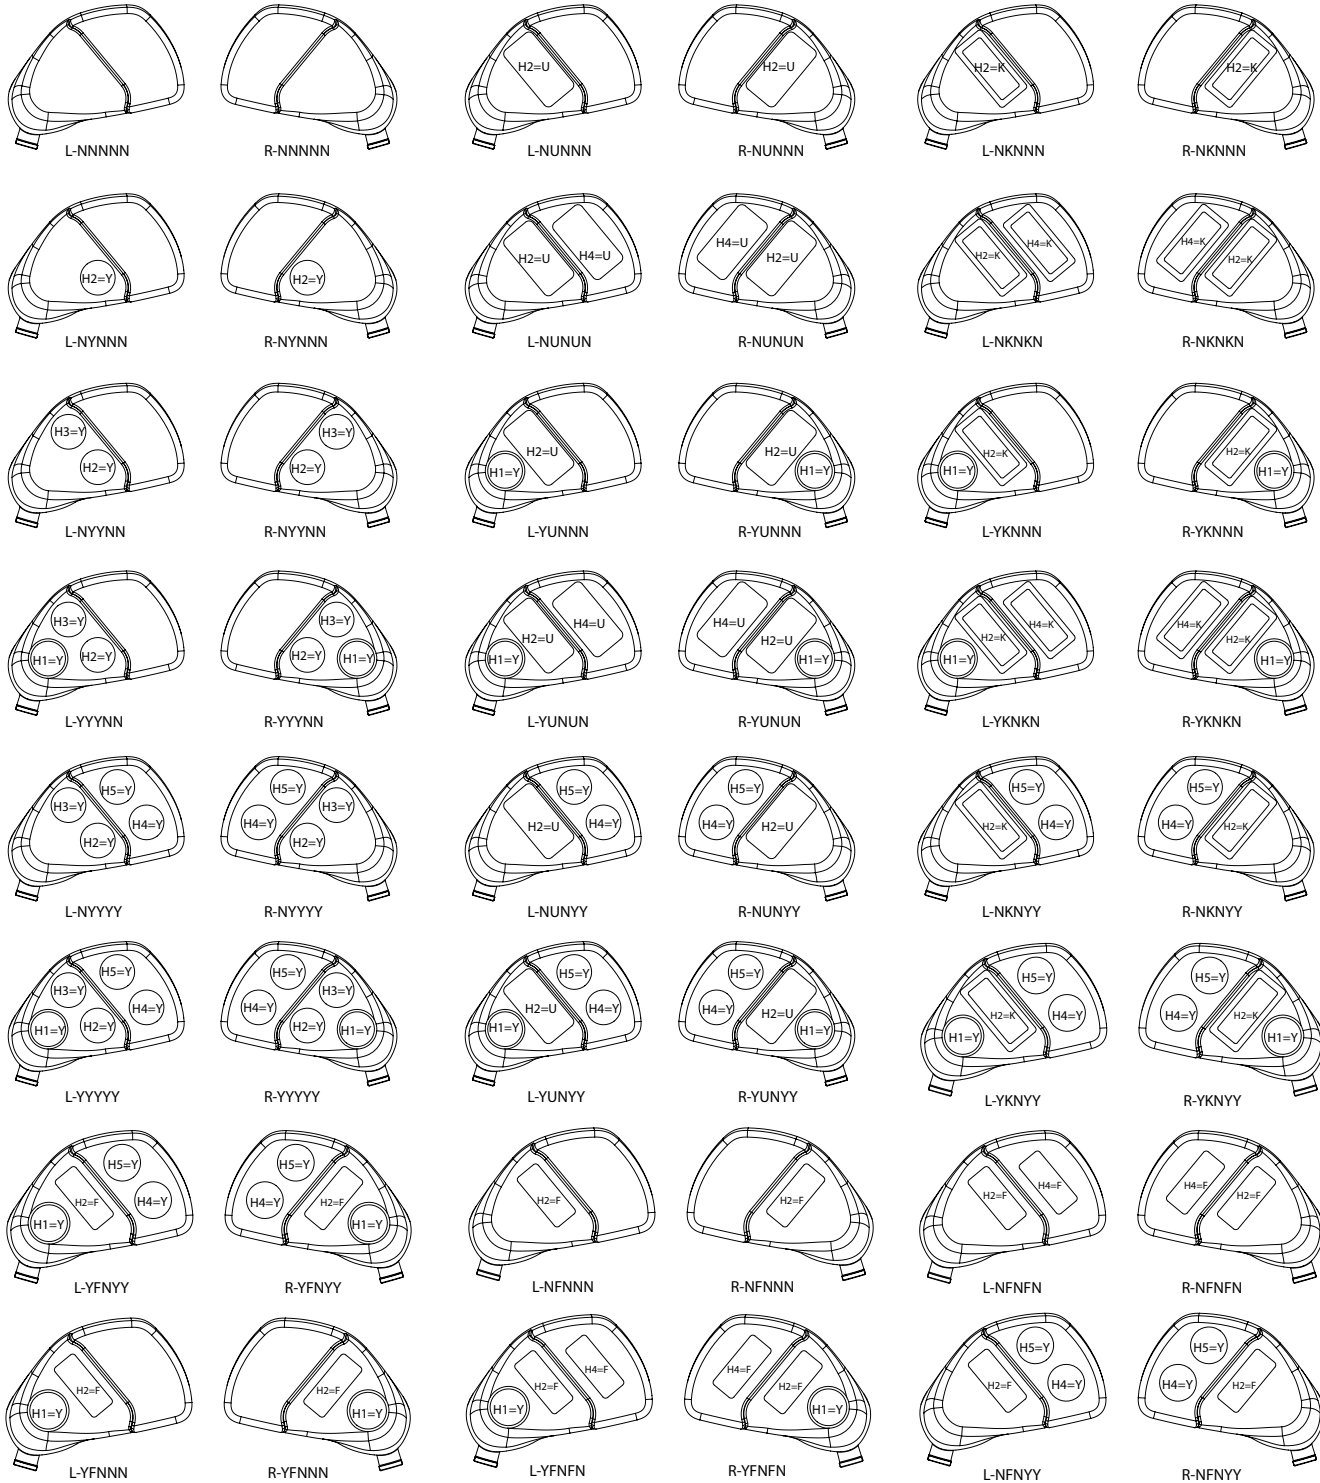 H2=U H2=U H2=K H2=K
L-NNNNN R-NNNNN L-NUNNN R-NUNNN L-NKNNN R-NKNNN
H4=U H4=K
H2=Y H2=Y H2=U H4=U H2=U H2=K H4=K H2=K
L-NYNNN R-NYNNN L-NUNUN R-NUNUN L-NKNKN R-NKNKN
H3=Y H3=Y
H2=Y H2=Y H1=Y H2=U H2=U H1=Y H1=Y H2=K H2=K H1=Y
L-NYYNN R-NYYNN L-YUNNN R-YUNNN L-YKNNN R-YKNNN
H3=Y H3=Y H4=U H4=U H4=K H4=K
H1=Y H2=Y H2=Y H1=Y H1=Y H2=U H2=U H1=Y H1=Y H2=K H2=K H1=Y
L-YYYNN R-YYYNN L-YUNUN R-YUNUN L-YKNKN R-YKNKN
H5=Y H5=Y H5=Y H5=Y H5=Y H5=Y
H3=Y H3=Y
H4=Y H4=Y H4=Y H4=Y H4=Y H4=Y
H2=Y H2=Y H2=U H2=U H2=K H2=K
L-NYYYY R-NYYYY L-NUNYY R-NUNYY L-NKNYY R-NKNYY
H5=Y H5=Y H5=Y H5=Y H5=Y H5=Y
H3=Y H3=Y
H4=Y H4=Y H4=Y H4=Y H4=Y H4=Y
H1=Y H2=Y H2=Y H1=Y H1=Y H2=U H2=U H1=Y H1=Y H2=K H2=K H1=Y
L-YYYYY R-YYYYY L-YUNYY R-YUNYY L-YKNYY R-YKNYY
H5=Y H5=Y H4=F H4=F
H2=F H4=Y H4=Y H2=F H2=F H2=F H2=F H2=F
H1=Y H1=Y
L-YFNYY R-YFNYY L-NFNNN R-NFNNN L-NFNFN R-NFNFN
H4=F H4=F H5=Y H5=Y
H2=F H2=F H2=F H2=F H2=F H4=Y H4=Y H2=F
H1=Y H1=Y H1=Y H1=Y
L-YFNNN R-YFNNN L-YFNFN R-YFNFN L-NFNYY R-NFNYY